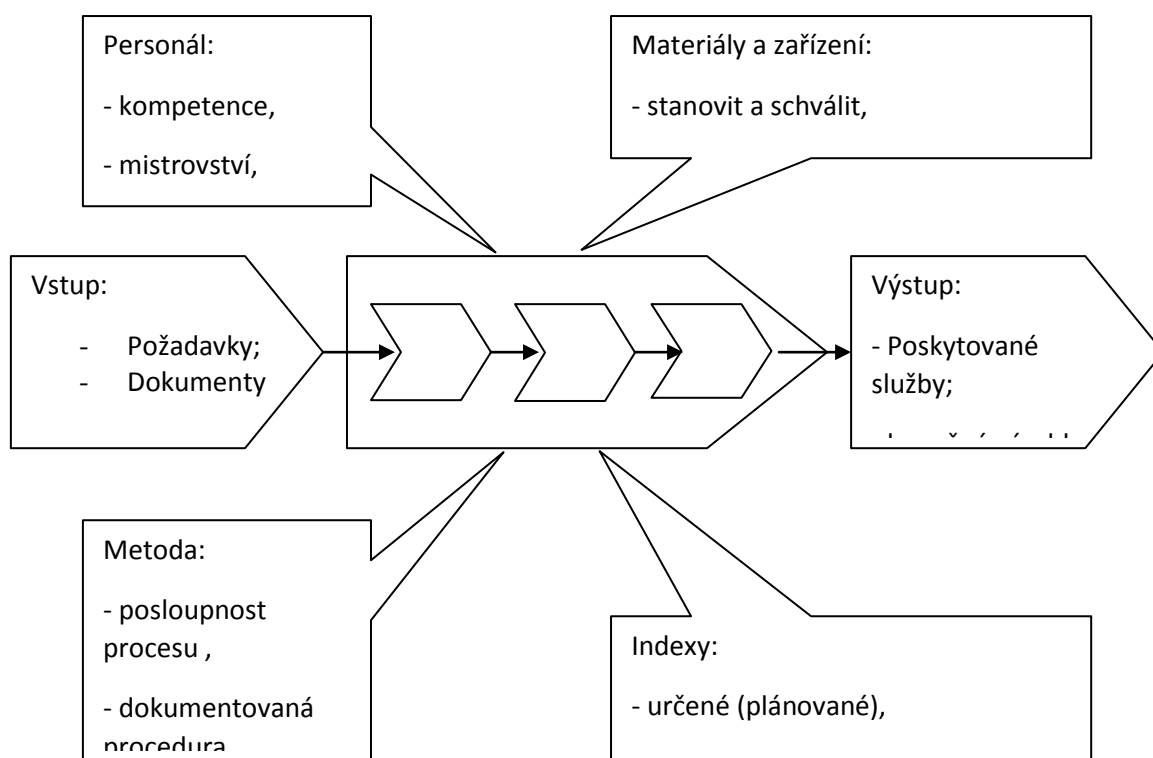 Personál:
- kompetence,
- mistrovství,
Materiály a zařízení:
- stanovit a schválit,
Vstup:
- Požadavky;
- Dokumenty
Výstup:
- Poskytované
služby;
Metoda:
- posloupnost
procesu ,
- dokumentovaná
procedura
Indexy:
- určené (plánované),